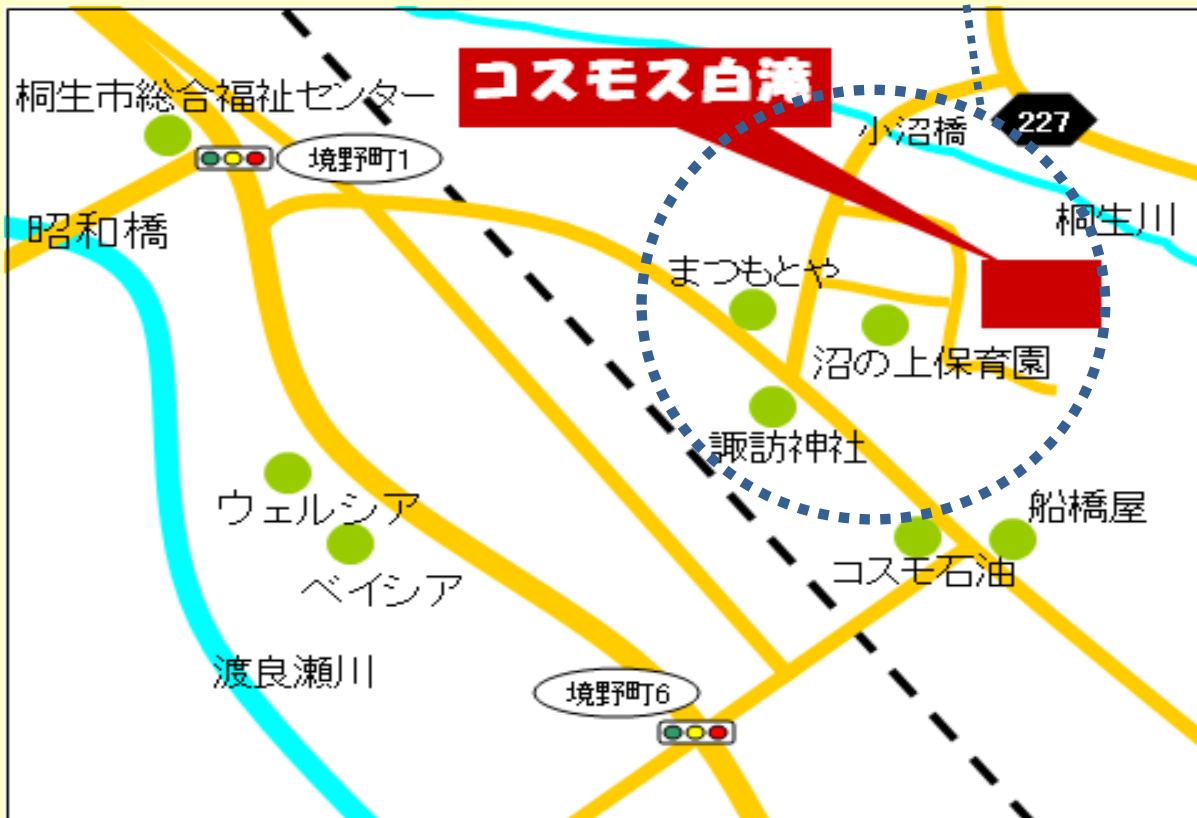 コスモス白滝
桐生市総合福祉センター
境野町1
小沼橋
227
昭和橋
桐生川
まつもとや
沼の上保育園
諏訪神社
ウェルシア
船橋屋
ベイシア
コスモ石油
渡良瀬川
境野町6